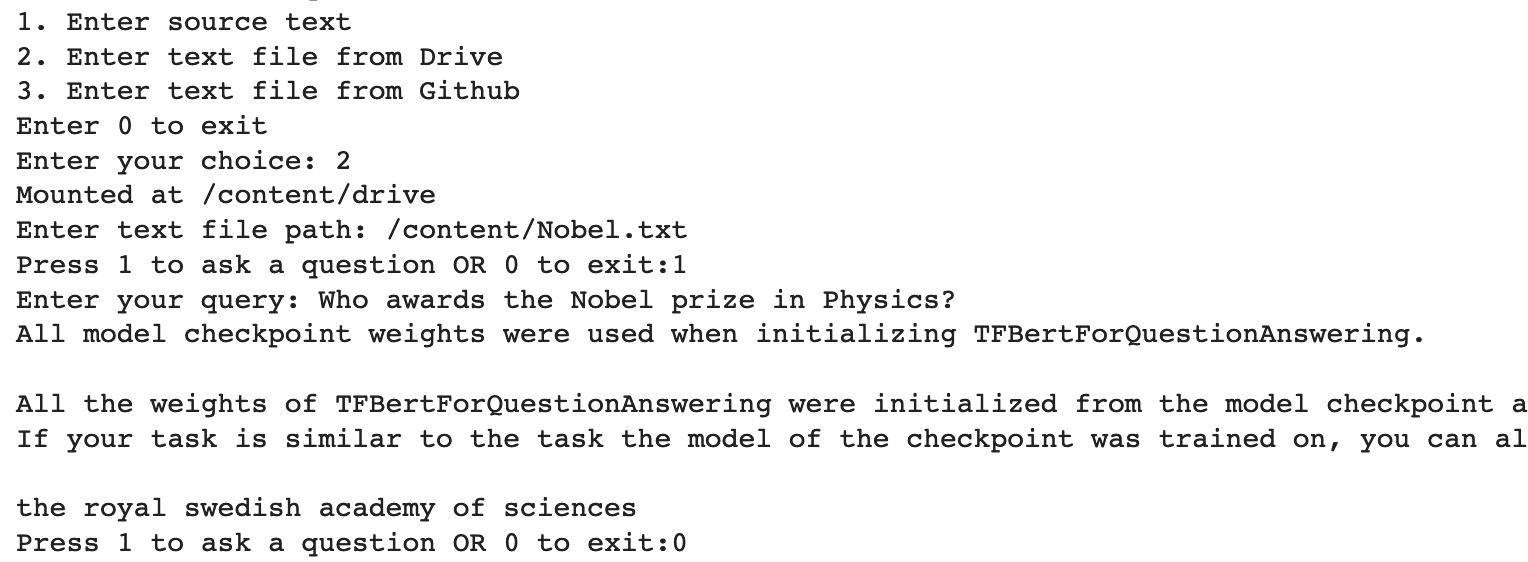 1. Enter source text
2. Enter text file from Drive
3. Enter text file from Github
Enter 0 to exit
Enter your choice: 2
Mounted at /content/drive
Enter text file path: /content/Nobel.txt
Press 1 to ask a question OR 0 to exit:1
Enter your query: Who awards the Nobel prize in Physics?
All model checkpoint weights were used when initializing TFBertForQuestionAnswering.
All the weights of TFBertForQuestionAnswering were initialized from the model checkpoint a
If your task is similar to the task the model of the checkpoint was trained on, you can al
the royal swedish academy of sciences
Press 1 to ask a question OR 0 to exit:0